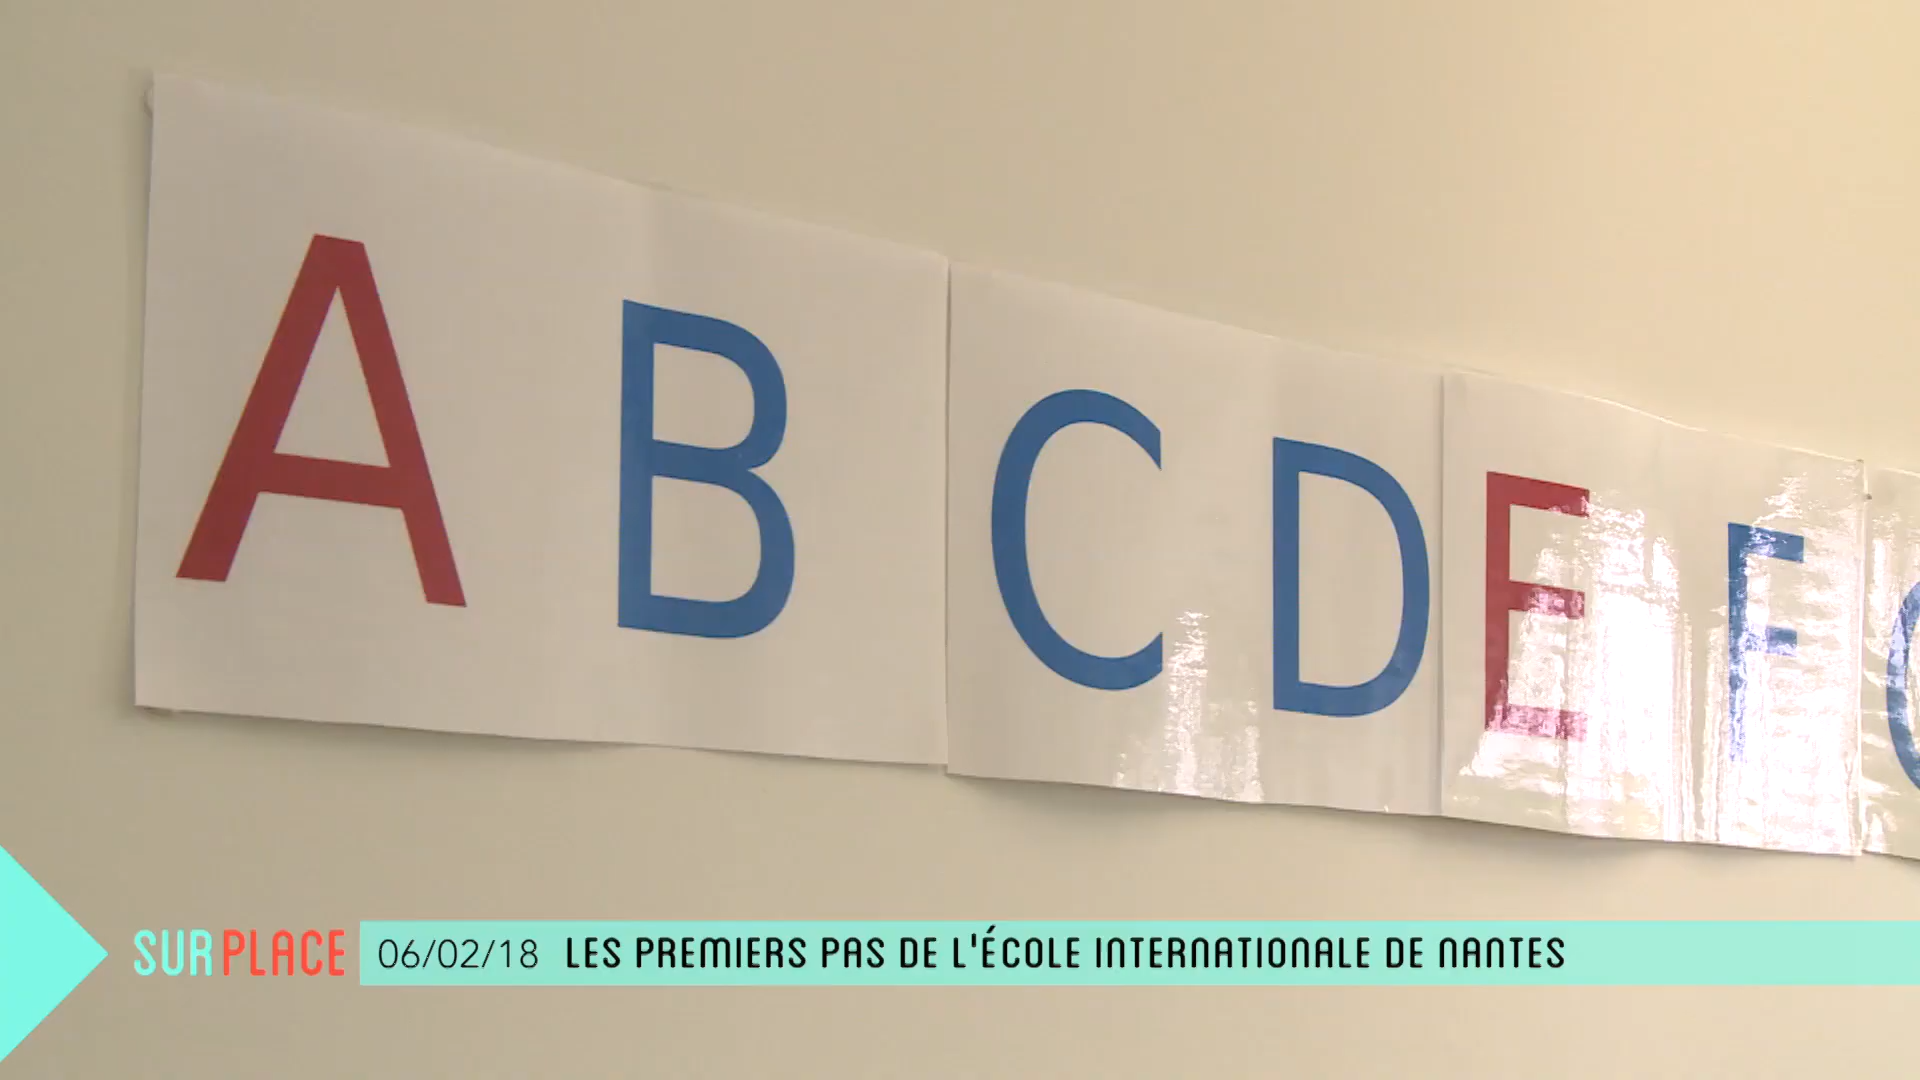 A B C D E F
SUR PLACE 06/02/18 LES PREMIERS PAS DE L'ÉCOLE INTERNATIONALE DE NANTES